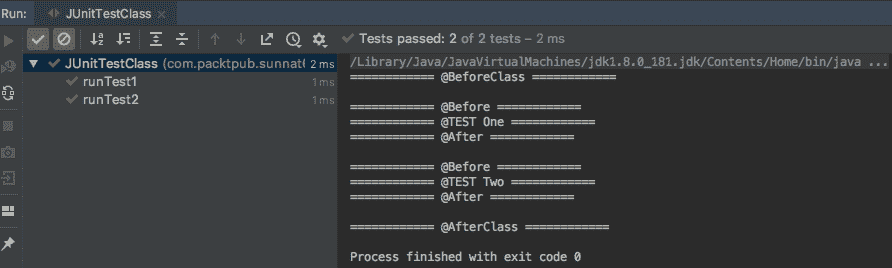 Run: JUnitTestClass
Tests passed: 2 of 2 tests – 2 ms
JUnitTestClass (com.packtpub.sunnat6 2 ms
runTest1 1 ms
runTest2 1 ms
/Library/Java/JavaVirtualMachines/jdk1.8.0_181.jdk/Contents/Home/bin/java ...
============ @BeforeClass ============
============ @Before ============
============ @TEST One ============
============ @After ============
============ @Before ============
============ @TEST Two ============
============ @After ============
============ @AfterClass ============
Process finished with exit code 0